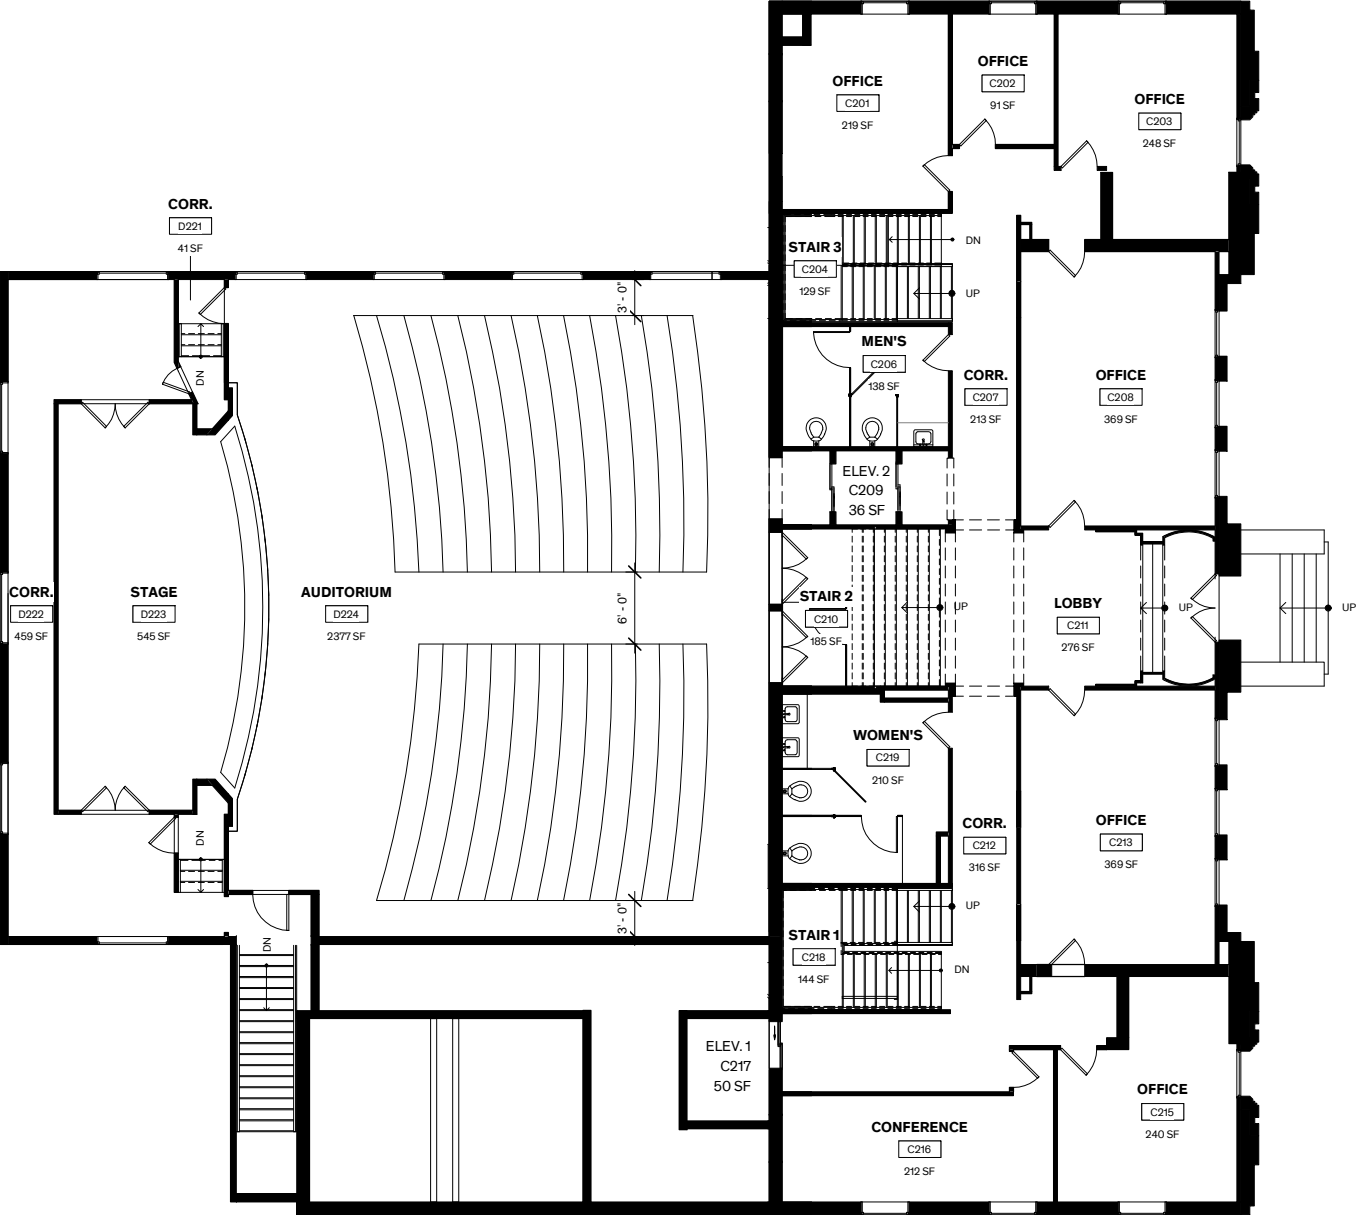 OFFICE
C201
219 SF
OFFICE
C202
91 SF
OFFICE
C203
248 SF
CORR.
D221
41 SF
STAIR 3
C204
129 SF
DN
UP
3' - 0"
DN
MEN'S
C206
138 SF
CORR.
C207
213 SF
OFFICE
C208
369 SF
ELEV. 2
C209
36 SF
CORR.
D222
459 SF
STAGE
D223
545 SF
AUDITORIUM
D224
2377 SF
6' - 0"
STAIR 2
C210
185 SF
UP
LOBBY
C211
276 SF
UP
UP
WOMEN'S
C219
210 SF
CORR.
C212
316 SF
OFFICE
C213
369 SF
DN
3' - 0"
DN
STAIR 1
C218
144 SF
UP
DN
ELEV. 1
C217
50 SF
CONFERENCE
C216
212 SF
OFFICE
C215
240 SF